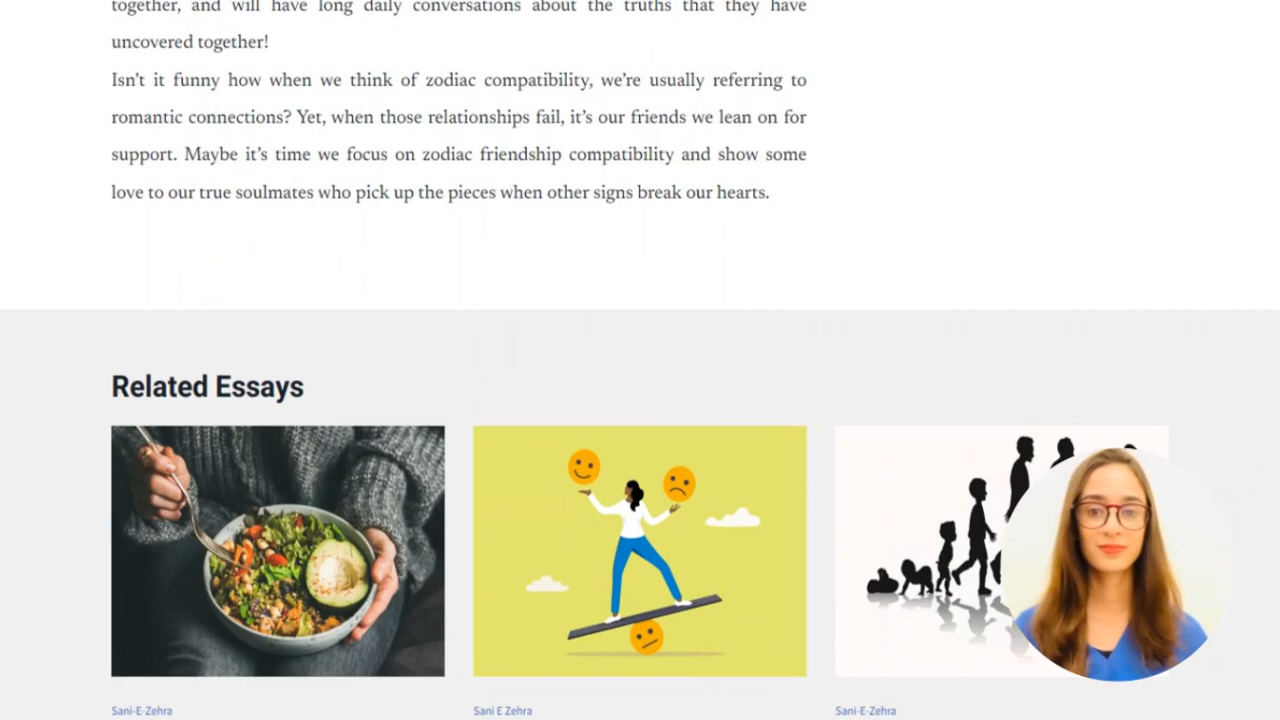 together, and will have long daily conversations about the truths that they have
uncovered together!
Isn’t it funny how when we think of zodiac compatibility, we’re usually referring to
romantic connections? Yet, when those relationships fail, it’s our friends we lean on for
support. Maybe it’s time we focus on zodiac friendship compatibility and show some
love to our true soulmates who pick up the pieces when other signs break our hearts.
Related Essays
Sani-E-Zehra
Sani E Zehra
Sani-E-Zehra